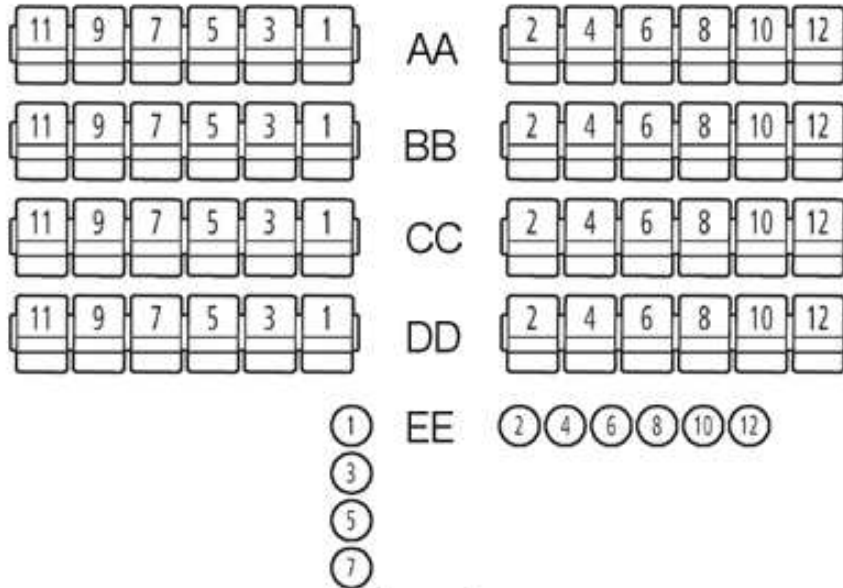 11 9 7 5 3 1 AA 2 4 6 8 10 12
11 9 7 5 3 1 BB 2 4 6 8 10 12
11 9 7 5 3 1 CC 2 4 6 8 10 12
11 9 7 5 3 1 DD 2 4 6 8 10 12
1 EE 2 4 6 8 10 12
3
5
7